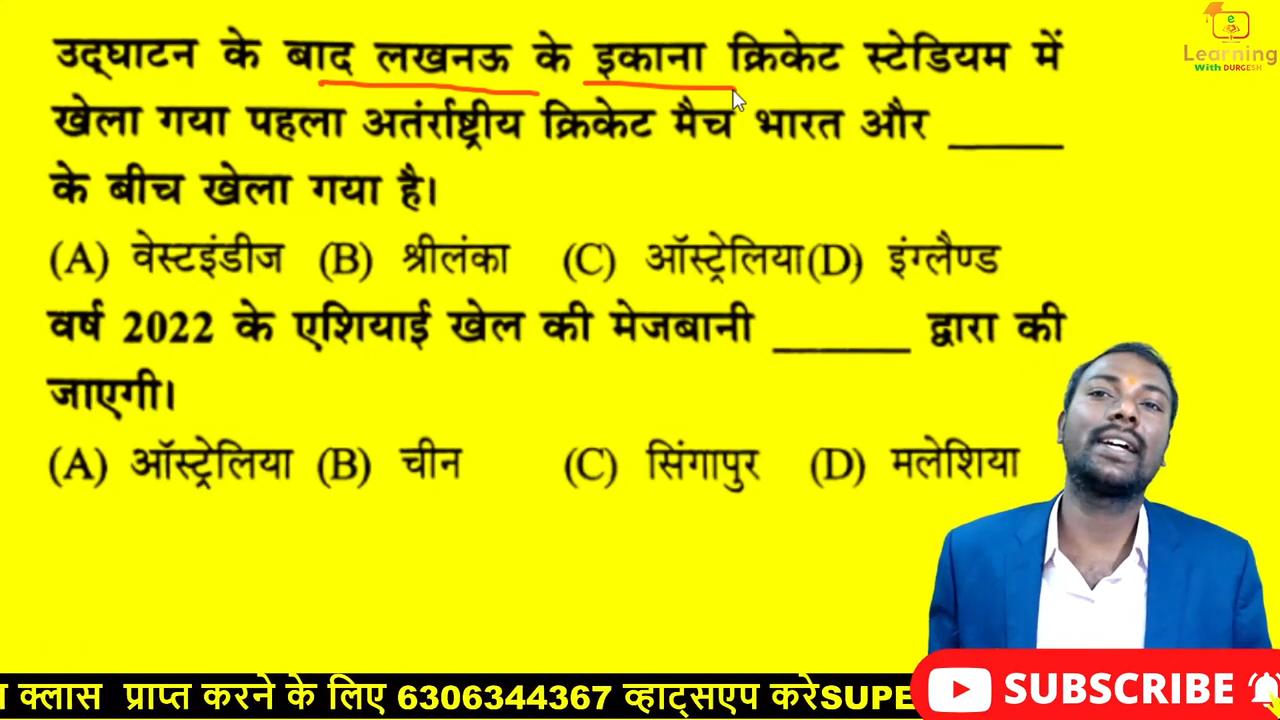 e
Learning
With DURGESH
उद्घाटन के बाद लखनऊ के इकाना क्रिकेट स्टेडियम में
खेला गया पहला अतंर्राष्ट्रीय क्रिकेट मैच भारत और _____
के बीच खेला गया है।
(A) वेस्टइंडीज (B) श्रीलंका (C) ऑस्ट्रेलिया(D) इंग्लैण्ड
वर्ष 2022 के एशियाई खेल की मेजबानी ______ द्वारा की
जाएगी।
(A) ऑस्ट्रेलिया (B) चीन (C) सिंगापुर (D) मलेशिया
क्लास प्राप्त करने के लिए 6306344367 व्हाट्सएप करेSUPE
SUBSCRIBE